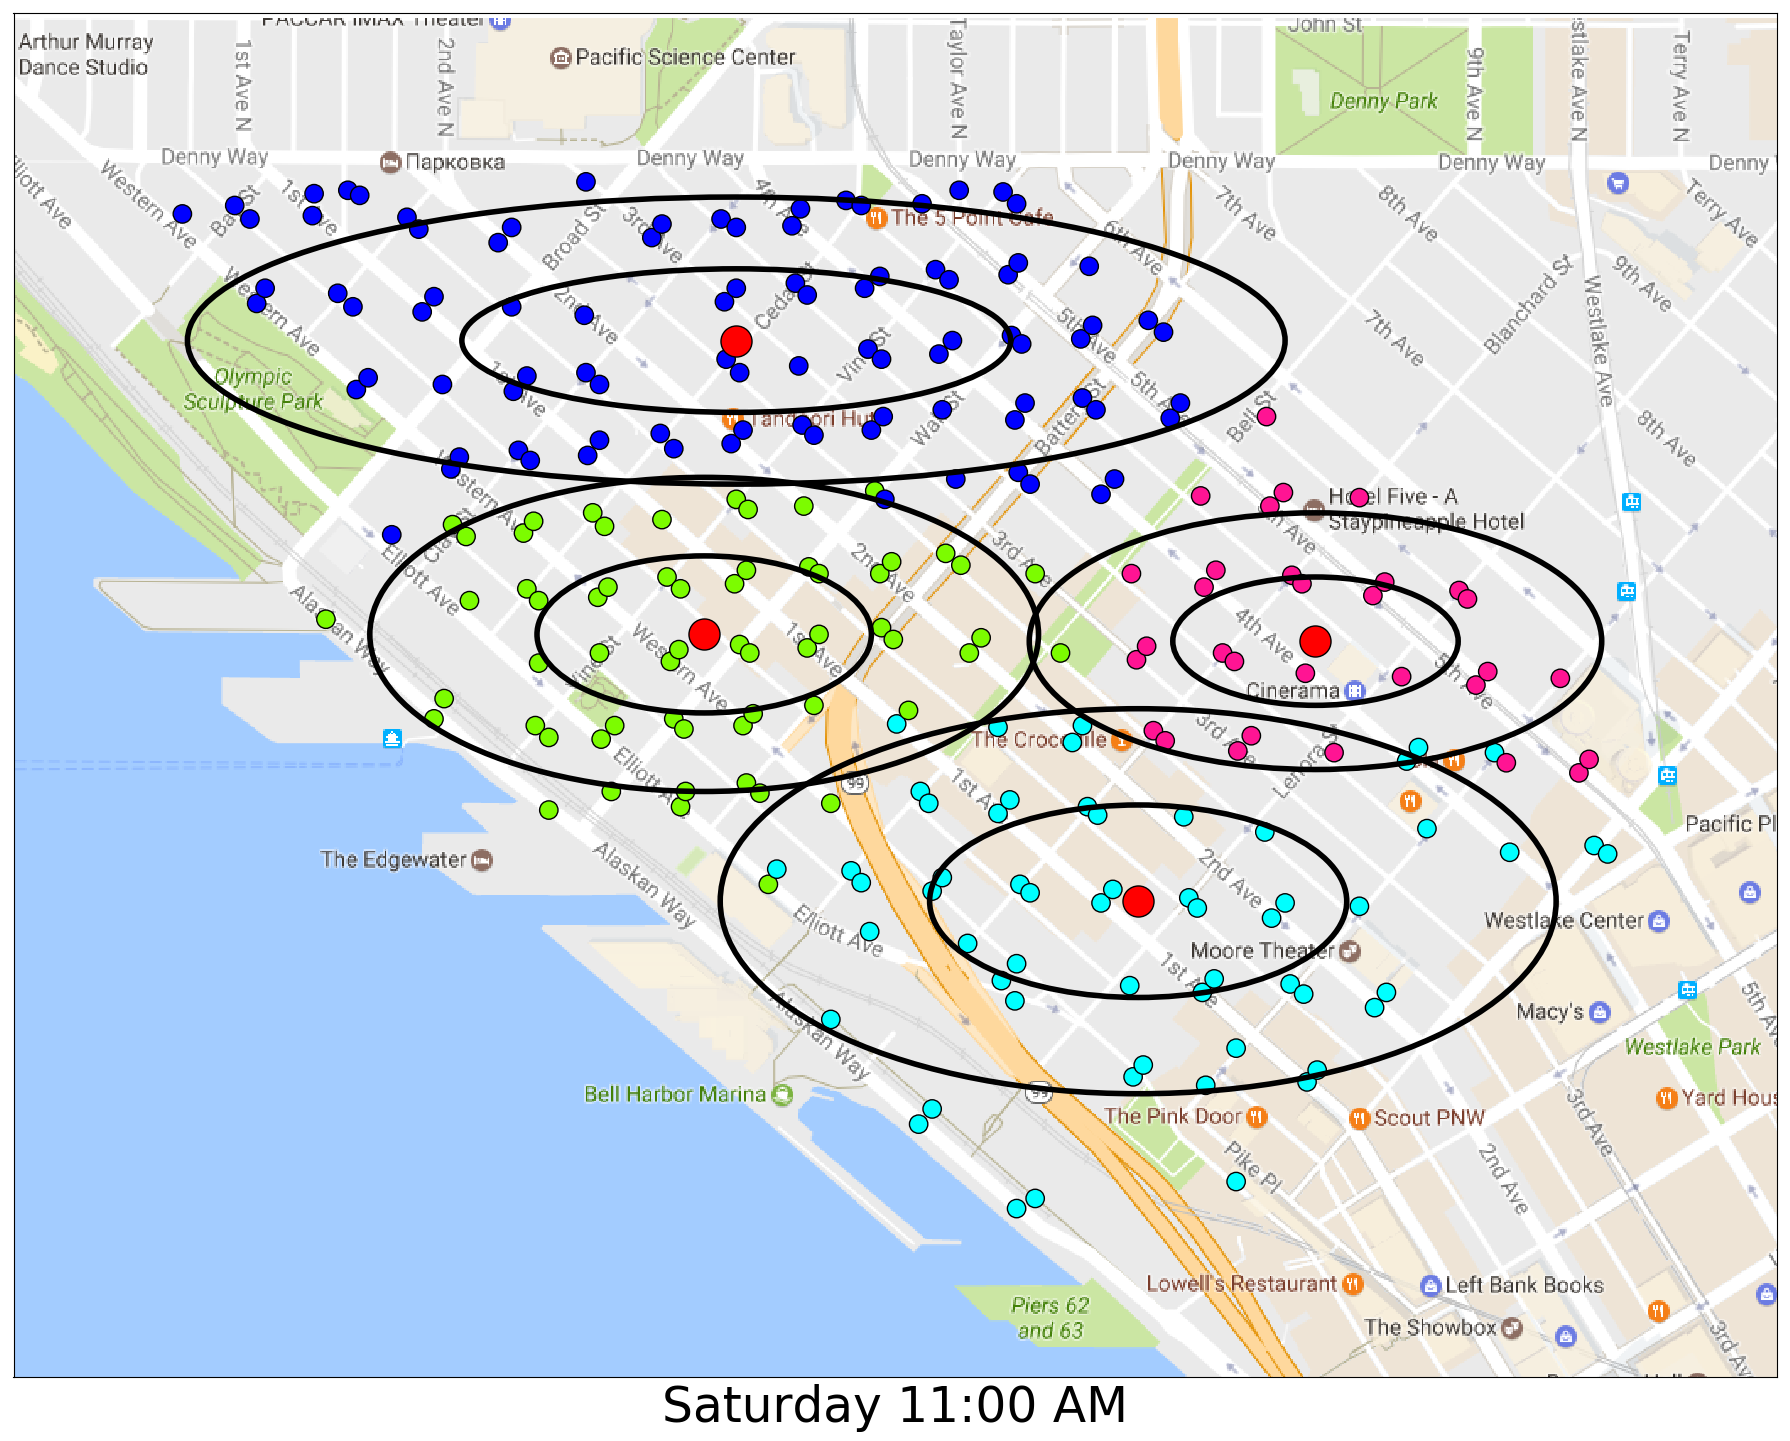 PACCAR IMAX Theater
John St
Arthur Murray
Dance Studio
1st Ave N
2nd Ave N
Pacific Science Center
Taylor Ave N
9th Ave N
Terry Ave N
Denny Park
Denny Way
Парковка
Denny Way
Denny Way
Denny Way
Denny Way
Western Ave
1st Ave
4th Ave
3rd Ave
Broad St
The 5 Point Cafe
6th Ave
7th Ave
8th Ave
Terry Ave
9th Ave
Blanchard St
Westlake Ave
Western Ave
2nd Ave
Cedar St
Vine St
5th Ave
7th Ave
Olympic
Sculpture Park
1st Ave
Tandoori Hut
Wall St
Battery St
5th Ave
Bell St
8th Ave
Western Ave
Hotel Five - A
Staypineapple Hotel
4th Ave
Elliott Ave
2nd Ave
3rd Ave
Alaskan Way
Vine St
Western Ave
1st Ave
4th Ave
5th Ave
Cinerama
3rd Ave
Lenora St
The Crocodile
Elliott Ave
99
1st Ave
Pacific Pl
The Edgewater
Alaskan Way
2nd Ave
Elliott Ave
Westlake Center
Moore Theater
1st Ave
Macy's
5th Ave
Alaskan Way
Westlake Park
Bell Harbor Marina
99
The Pink Door
Scout PNW
Yard Hous
3rd Ave
Pike Pl
2nd Ave
Lowell's Restaurant
Left Bank Books
Piers 62
and 63
The Showbox
3rd Av
Saturday 11:00 AM